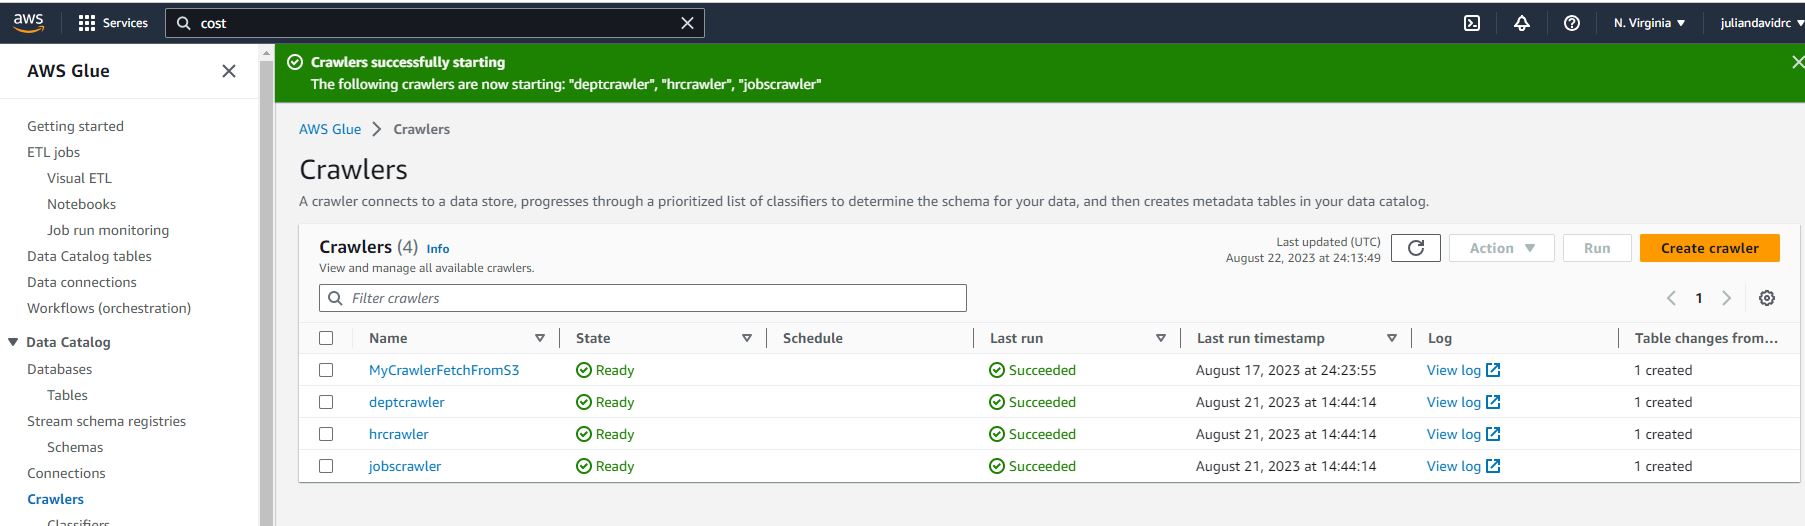 aws Services cost N. Virginia juliandavidrc
AWS Glue
Getting started
ETL jobs
Visual ETL
Notebooks
Job run monitoring
Data Catalog tables
Data connections
Workflows (orchestration)
Data Catalog
Databases
Tables
Stream schema registries
Schemas
Connections
Crawlers
Classifiers
Crawlers successfully starting
The following crawlers are now starting: "deptcrawler", "hrcrawler", "jobscrawler"
AWS Glue > Crawlers
Crawlers
A crawler connects to a data store, progresses through a prioritized list of classifiers to determine the schema for your data, and then creates metadata tables in your data catalog.
Crawlers (4) Info
View and manage all available crawlers.
Last updated (UTC)
August 22, 2023 at 24:13:49
Action Run Create crawler
Filter crawlers
1
Name State Schedule Last run Last run timestamp Log Table changes from...
MyCrawlerFetchFromS3 Ready Succeeded August 17, 2023 at 24:23:55 View log 1 created
deptcrawler Ready Succeeded August 21, 2023 at 14:44:14 View log 1 created
hrcrawler Ready Succeeded August 21, 2023 at 14:44:14 View log 1 created
jobscrawler Ready Succeeded August 21, 2023 at 14:44:14 View log 1 created